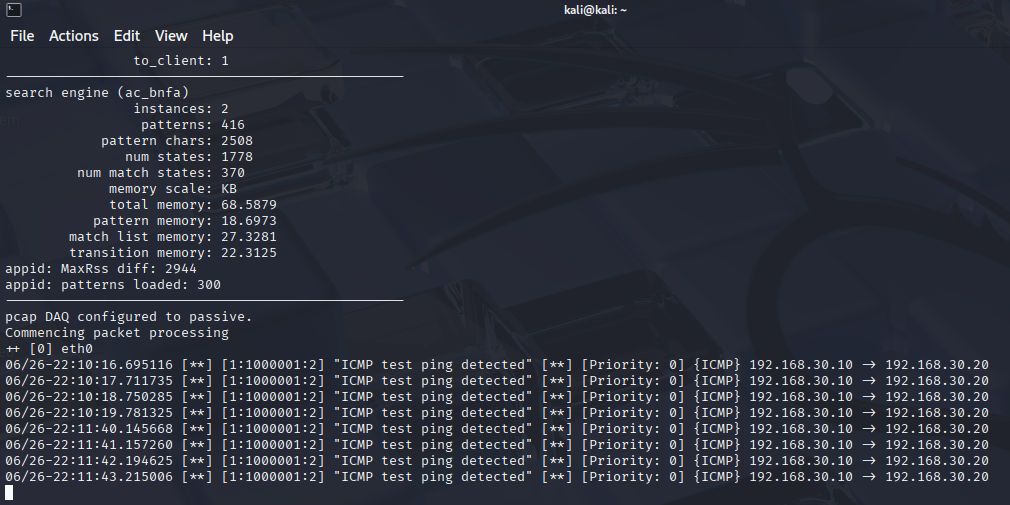 kali@kali: ~
File Actions Edit View Help
to_client: 1
search engine (ac_bnfa)
instances: 2
patterns: 416
pattern chars: 2508
num states: 1778
num match states: 370
memory scale: KB
total memory: 68.5879
pattern memory: 18.6973
match list memory: 27.3281
transition memory: 22.3125
appid: MaxRss diff: 2944
appid: patterns loaded: 300
pcap DAQ configured to passive.
Commencing packet processing
++ [0] eth0
06/26-22:10:16.695116 [**] [1:1000001:2] "ICMP test ping detected" [**] [Priority: 0] {ICMP} 192.168.30.10 -> 192.168.30.20
06/26-22:10:17.711735 [**] [1:1000001:2] "ICMP test ping detected" [**] [Priority: 0] {ICMP} 192.168.30.10 -> 192.168.30.20
06/26-22:10:18.750285 [**] [1:1000001:2] "ICMP test ping detected" [**] [Priority: 0] {ICMP} 192.168.30.10 -> 192.168.30.20
06/26-22:10:19.781325 [**] [1:1000001:2] "ICMP test ping detected" [**] [Priority: 0] {ICMP} 192.168.30.10 -> 192.168.30.20
06/26-22:11:40.145668 [**] [1:1000001:2] "ICMP test ping detected" [**] [Priority: 0] {ICMP} 192.168.30.10 -> 192.168.30.20
06/26-22:11:41.157260 [**] [1:1000001:2] "ICMP test ping detected" [**] [Priority: 0] {ICMP} 192.168.30.10 -> 192.168.30.20
06/26-22:11:42.194625 [**] [1:1000001:2] "ICMP test ping detected" [**] [Priority: 0] {ICMP} 192.168.30.10 -> 192.168.30.20
06/26-22:11:43.215006 [**] [1:1000001:2] "ICMP test ping detected" [**] [Priority: 0] {ICMP} 192.168.30.10 -> 192.168.30.20